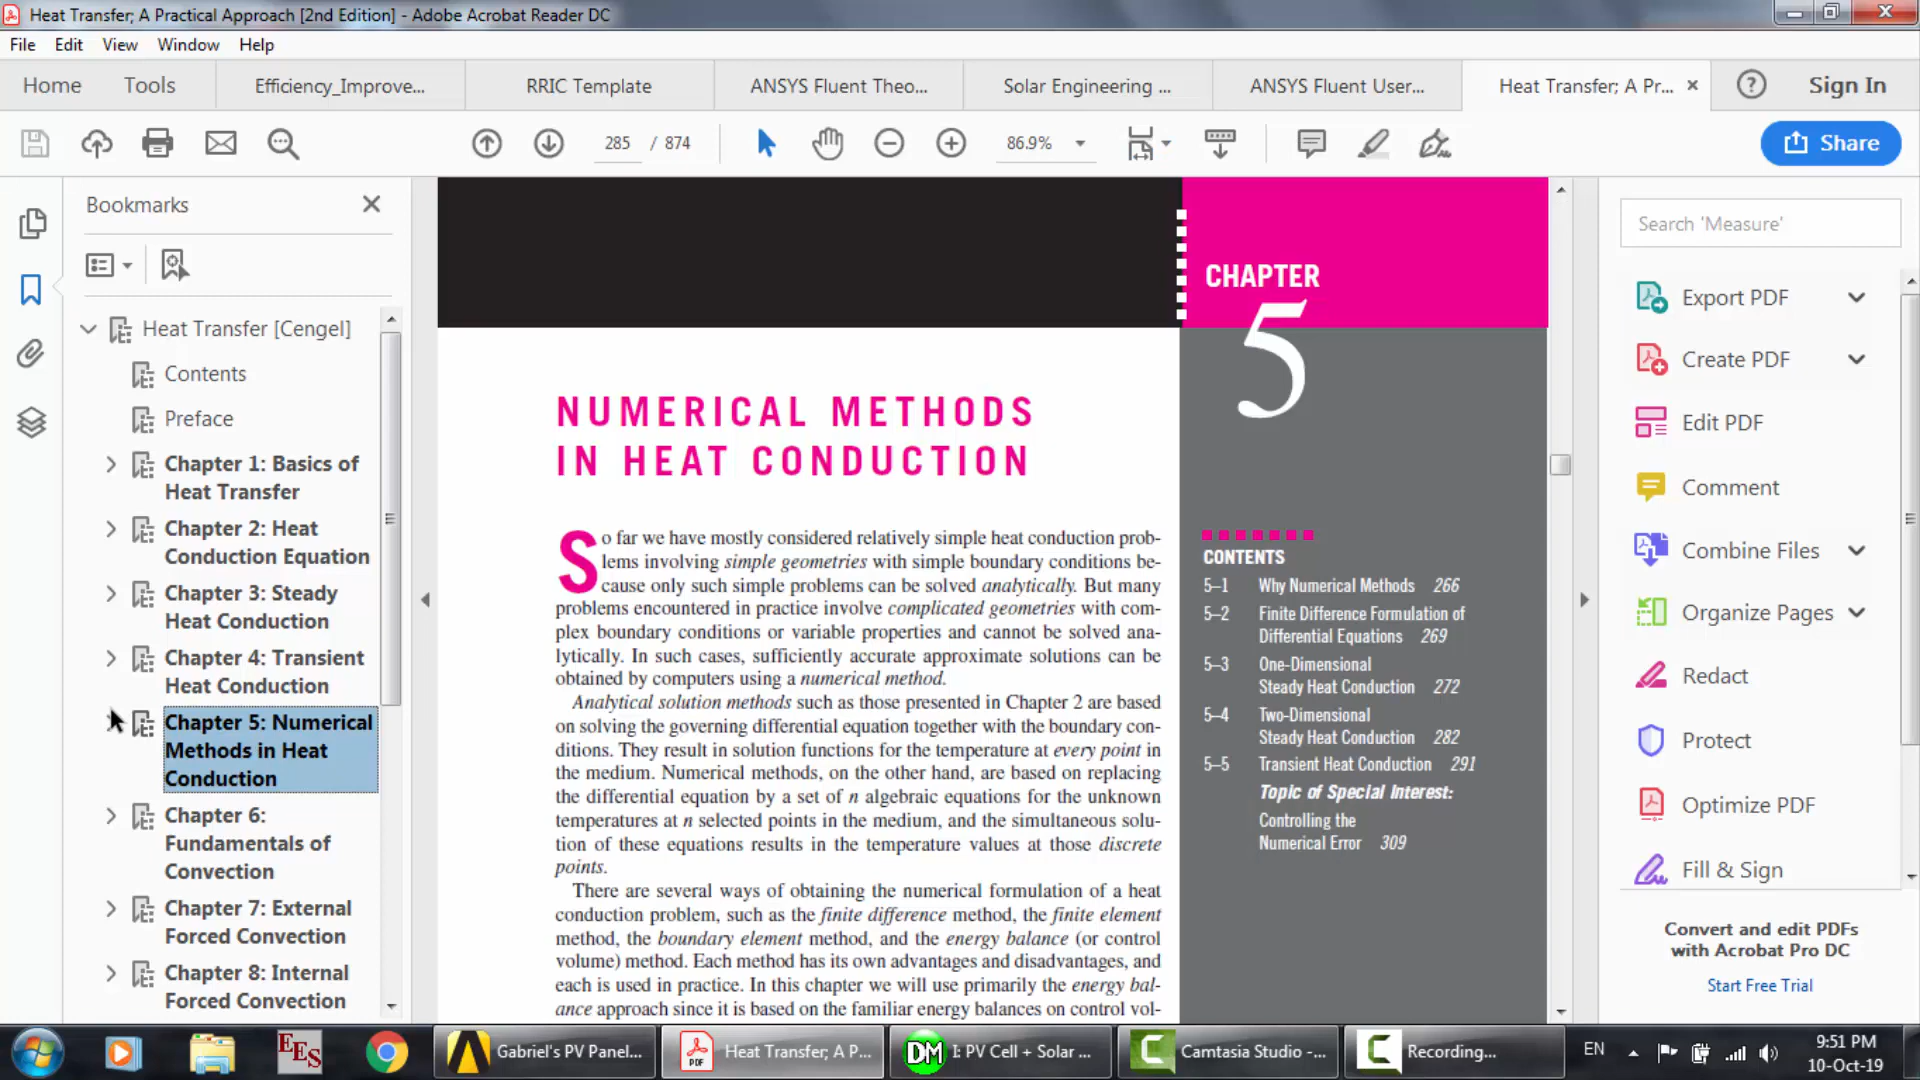 Heat Transfer; A Practical Approach [2nd Edition] - Adobe Acrobat Reader DC
File Edit View Window Help
Home Tools Efficiency_Improve... RRIC Template ANSYS Fluent Theo... Solar Engineering ... ANSYS Fluent User... Heat Transfer; A Pr... Sign In
285 / 874 86.9% Share
Bookmarks
Heat Transfer [Cengel]
Contents
Preface
Chapter 1: Basics of
Heat Transfer
Chapter 2: Heat
Conduction Equation
Chapter 3: Steady
Heat Conduction
Chapter 4: Transient
Heat Conduction
Chapter 5: Numerical
Methods in Heat
Conduction
Chapter 6:
Fundamentals of
Convection
Chapter 7: External
Forced Convection
Chapter 8: Internal
Forced Convection
CHAPTER
5
NUMERICAL METHODS
IN HEAT CONDUCTION
So far we have mostly considered relatively simple heat conduction prob-
lems involving simple geometries with simple boundary conditions be-
cause only such simple problems can be solved analytically. But many
problems encountered in practice involve complicated geometries with com-
plex boundary conditions or variable properties and cannot be solved ana-
lytically. In such cases, sufficiently accurate approximate solutions can be
obtained by computers using a numerical method.
Analytical solution methods such as those presented in Chapter 2 are based
on solving the governing differential equation together with the boundary con-
ditions. They result in solution functions for the temperature at every point in
the medium. Numerical methods, on the other hand, are based on replacing
the differential equation by a set of n algebraic equations for the unknown
temperatures at n selected points in the medium, and the simultaneous solu-
tion of these equations results in the temperature values at those discrete
points.
There are several ways of obtaining the numerical formulation of a heat
conduction problem, such as the finite difference method, the finite element
method, the boundary element method, and the energy balance (or control
volume) method. Each method has its own advantages and disadvantages, and
each is used in practice. In this chapter we will use primarily the energy bal-
ance approach since it is based on the familiar energy balances on control vol-
CONTENTS
5–1 Why Numerical Methods 266
5–2 Finite Difference Formulation of
Differential Equations 269
5–3 One-Dimensional
Steady Heat Conduction 272
5–4 Two-Dimensional
Steady Heat Conduction 282
5–5 Transient Heat Conduction 291
Topic of Special Interest:
Controlling the
Numerical Error 309
Search 'Measure'
Export PDF
Create PDF
Edit PDF
Comment
Combine Files
Organize Pages
Redact
Protect
Optimize PDF
Fill & Sign
Convert and edit PDFs
with Acrobat Pro DC
Start Free Trial
EES Gabriel's PV Panel... PDF Heat Transfer; A P... DM I: PV Cell + Solar ... Camtasia Studio -... Recording... EN 9:51 PM
10-Oct-19